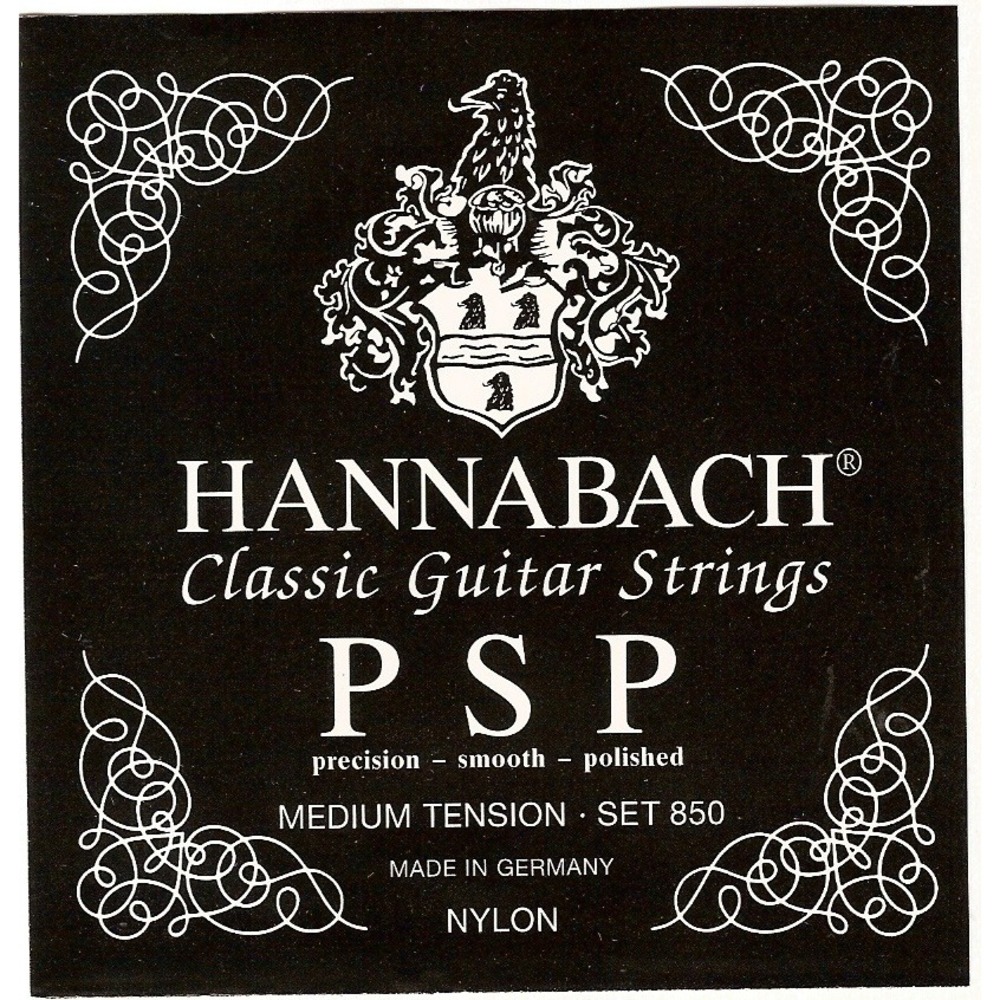 HANNABACH®
Classic Guitar Strings
PSP
precision – smooth – polished
MEDIUM TENSION · SET 850
MADE IN GERMANY
NYLON